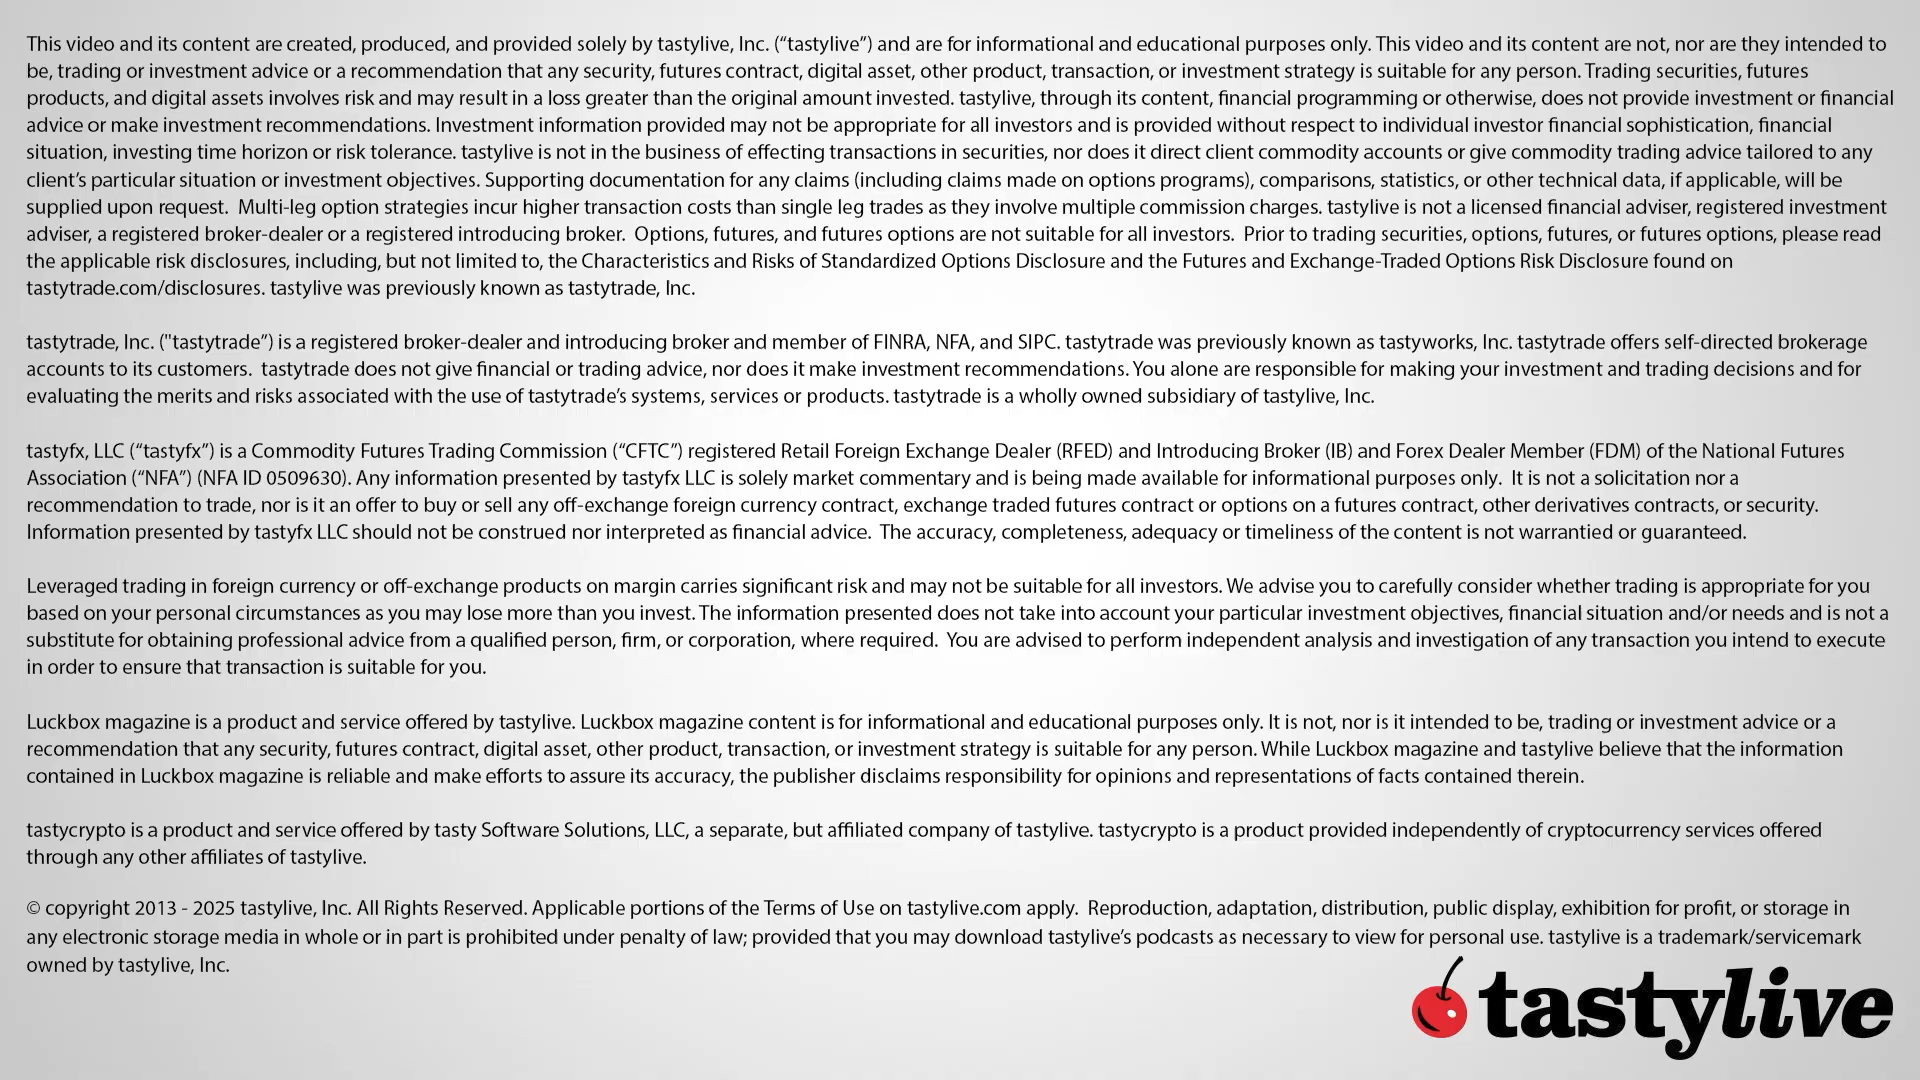 This video and its content are created, produced, and provided solely by tastylive, Inc. (“tastylive”) and are for informational and educational purposes only. This video and its content are not, nor are they intended to
be, trading or investment advice or a recommendation that any security, futures contract, digital asset, other product, transaction, or investment strategy is suitable for any person. Trading securities, futures
products, and digital assets involves risk and may result in a loss greater than the original amount invested. tastylive, through its content, financial programming or otherwise, does not provide investment or financial
advice or make investment recommendations. Investment information provided may not be appropriate for all investors and is provided without respect to individual investor financial sophistication, financial
situation, investing time horizon or risk tolerance. tastylive is not in the business of effecting transactions in securities, nor does it direct client commodity accounts or give commodity trading advice tailored to any
client’s particular situation or investment objectives. Supporting documentation for any claims (including claims made on options programs), comparisons, statistics, or other technical data, if applicable, will be
supplied upon request.  Multi-leg option strategies incur higher transaction costs than single leg trades as they involve multiple commission charges. tastylive is not a licensed financial adviser, registered investment
adviser, a registered broker-dealer or a registered introducing broker.  Options, futures, and futures options are not suitable for all investors.  Prior to trading securities, options, futures, or futures options, please read
the applicable risk disclosures, including, but not limited to, the Characteristics and Risks of Standardized Options Disclosure and the Futures and Exchange-Traded Options Risk Disclosure found on
tastytrade.com/disclosures. tastylive was previously known as tastytrade, Inc.
tastytrade, Inc. ("tastytrade”) is a registered broker-dealer and introducing broker and member of FINRA, NFA, and SIPC. tastytrade was previously known as tastyworks, Inc. tastytrade offers self-directed brokerage
accounts to its customers.  tastytrade does not give financial or trading advice, nor does it make investment recommendations. You alone are responsible for making your investment and trading decisions and for
evaluating the merits and risks associated with the use of tastytrade’s systems, services or products. tastytrade is a wholly owned subsidiary of tastylive, Inc.
tastyfx, LLC (“tastyfx”) is a Commodity Futures Trading Commission (“CFTC”) registered Retail Foreign Exchange Dealer (RFED) and Introducing Broker (IB) and Forex Dealer Member (FDM) of the National Futures
Association (“NFA”) (NFA ID 0509630). Any information presented by tastyfx LLC is solely market commentary and is being made available for informational purposes only.  It is not a solicitation nor a
recommendation to trade, nor is it an offer to buy or sell any off-exchange foreign currency contract, exchange traded futures contract or options on a futures contract, other derivatives contracts, or security.
Information presented by tastyfx LLC should not be construed nor interpreted as financial advice.  The accuracy, completeness, adequacy or timeliness of the content is not warrantied or guaranteed.
Leveraged trading in foreign currency or off-exchange products on margin carries significant risk and may not be suitable for all investors. We advise you to carefully consider whether trading is appropriate for you
based on your personal circumstances as you may lose more than you invest. The information presented does not take into account your particular investment objectives, financial situation and/or needs and is not a
substitute for obtaining professional advice from a qualified person, firm, or corporation, where required.  You are advised to perform independent analysis and investigation of any transaction you intend to execute
in order to ensure that transaction is suitable for you.
Luckbox magazine is a product and service offered by tastylive. Luckbox magazine content is for informational and educational purposes only. It is not, nor is it intended to be, trading or investment advice or a
recommendation that any security, futures contract, digital asset, other product, transaction, or investment strategy is suitable for any person. While Luckbox magazine and tastylive believe that the information
contained in Luckbox magazine is reliable and make efforts to assure its accuracy, the publisher disclaims responsibility for opinions and representations of facts contained therein.
tastycrypto is a product and service offered by tasty Software Solutions, LLC, a separate, but affiliated company of tastylive. tastycrypto is a product provided independently of cryptocurrency services offered
through any other affiliates of tastylive.
© copyright 2013 - 2025 tastylive, Inc. All Rights Reserved. Applicable portions of the Terms of Use on tastylive.com apply.  Reproduction, adaptation, distribution, public display, exhibition for profit, or storage in
any electronic storage media in whole or in part is prohibited under penalty of law; provided that you may download tastylive’s podcasts as necessary to view for personal use. tastylive is a trademark/servicemark
owned by tastylive, Inc.
tastylive